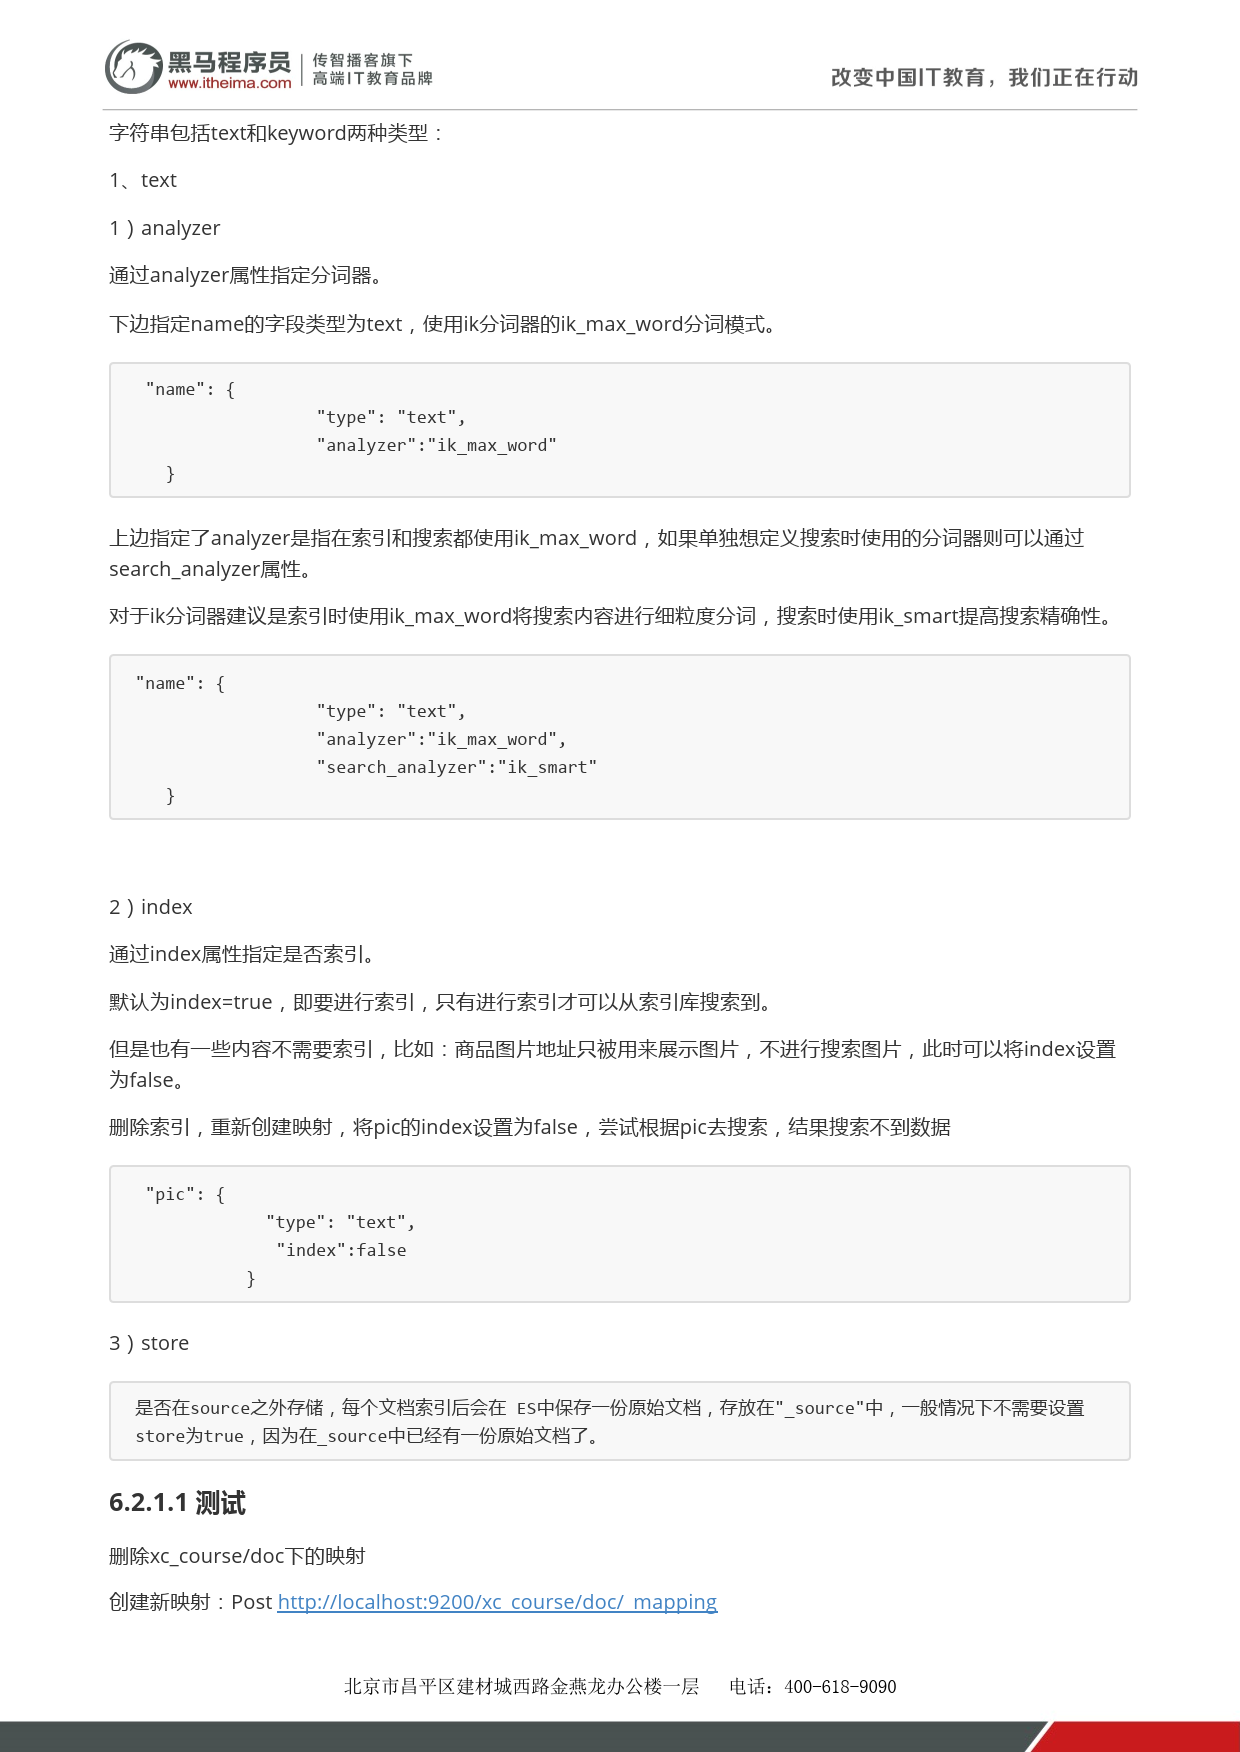 黑马程序员
www.itheima.com
传智播客旗下
高端IT教育品牌
改变中国IT教育，我们正在行动
字符串包括text和keyword两种类型：
1、text
1）analyzer
通过analyzer属性指定分词器。
下边指定name的字段类型为text，使用ik分词器的ik_max_word分词模式。
"name": {
"type": "text",
"analyzer":"ik_max_word"
}
上边指定了analyzer是指在索引和搜索都使用ik_max_word，如果单独想定义搜索时使用的分词器则可以通过
search_analyzer属性。
对于ik分词器建议是索引时使用ik_max_word将搜索内容进行细粒度分词，搜索时使用ik_smart提高搜索精确性。
"name": {
"type": "text",
"analyzer":"ik_max_word",
"search_analyzer":"ik_smart"
}
2）index
通过index属性指定是否索引。
默认为index=true，即要进行索引，只有进行索引才可以从索引库搜索到。
但是也有一些内容不需要索引，比如：商品图片地址只被用来展示图片，不进行搜索图片，此时可以将index设置
为false。
删除索引，重新创建映射，将pic的index设置为false，尝试根据pic去搜索，结果搜索不到数据
"pic": {
"type": "text",
"index":false
}
3）store
是否在source之外存储，每个文档索引后会在 ES中保存一份原始文档，存放在"_source"中，一般情况下不需要设置
store为true，因为在_source中已经有一份原始文档了。
6.2.1.1 测试
删除xc_course/doc下的映射
创建新映射：Post http://localhost:9200/xc_course/doc/_mapping
北京市昌平区建材城西路金燕龙办公楼一层 电话：400-618-9090